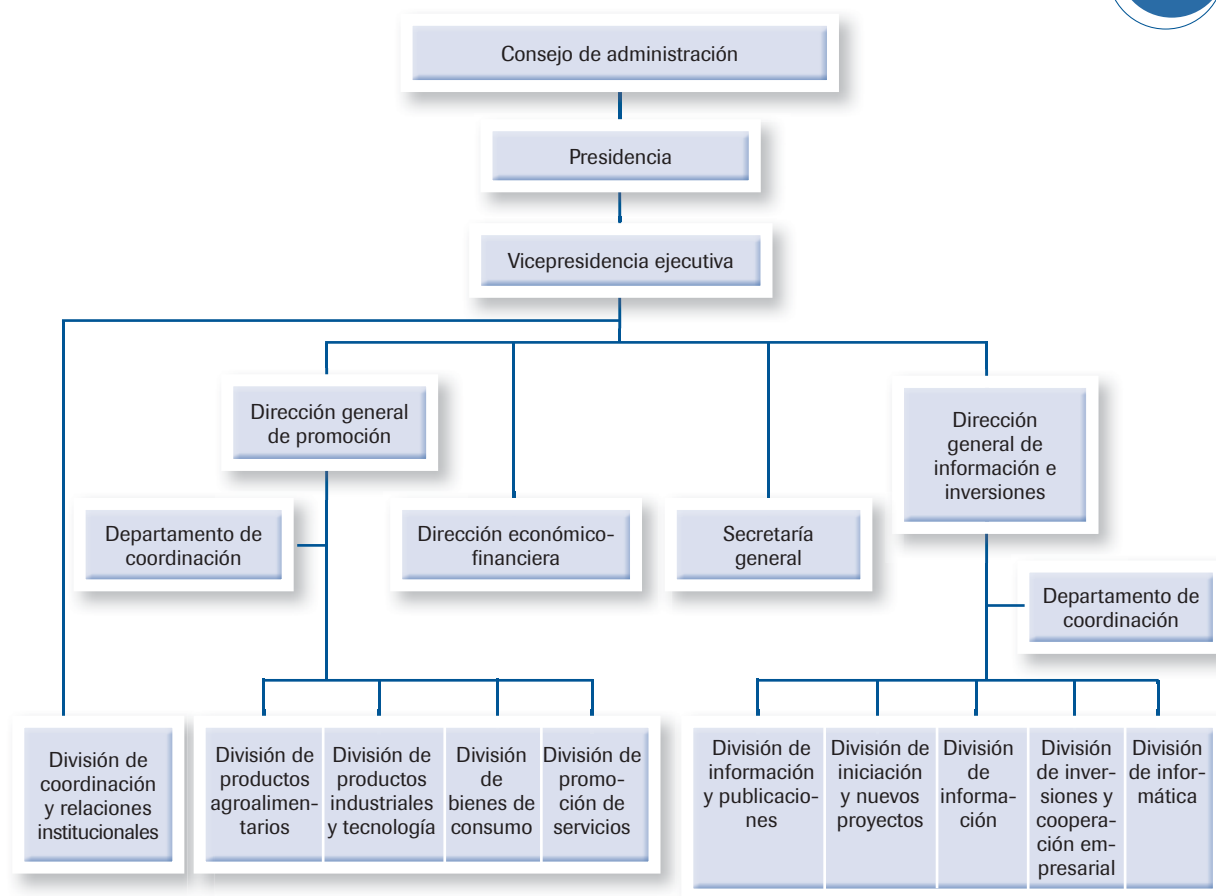 Consejo de administración
Presidencia
Vicepresidencia ejecutiva
Dirección general
de promoción
Dirección
general de
información e
inversiones
Departamento de
coordinación
Dirección económico-
financiera
Secretaría
general
Departamento de
coordinación
División de
coordinación
y relaciones
institucionales
División de
productos
agroalimen-
tarios
División de
productos
industriales
y tecnología
División
de
bienes de
consumo
División de
promo-
ción de
servicios
División de
información
y publicacio-
nes
División de
iniciación
y nuevos
proyectos
División
de
informa-
ción
División
de inver-
siones y
coopera-
ción em-
presarial
División
de infor-
mática